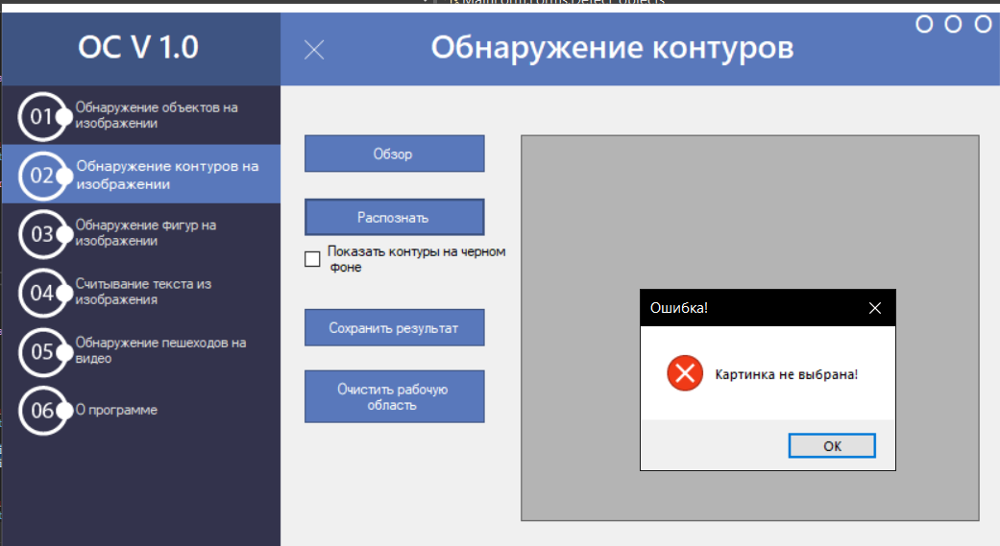 OC V 1.0
Обнаружение контуров
01
Обнаружение объектов на
изображении
02
Обнаружение контуров на
изображении
03
Обнаружение фигур на
изображении
04
Считывание текста из
изображения
05
Обнаружение пешеходов на
видео
06
О программе
Обзор
Распознать
Показать контуры на черном
фоне
Сохранить результат
Очистить рабочую
область
Ошибка!
Картинка не выбрана!
ОК